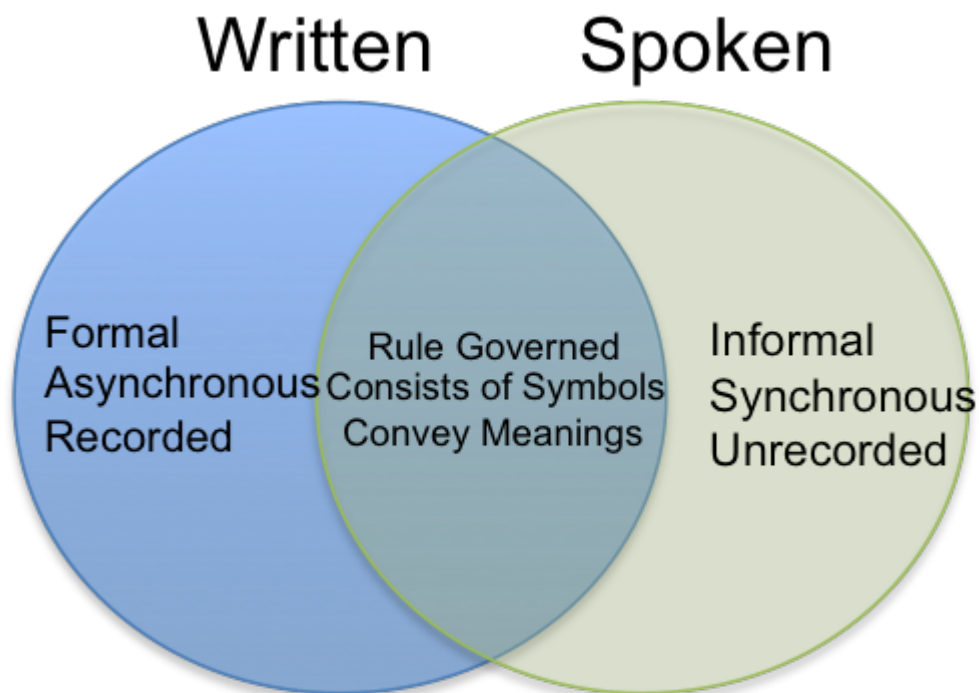 Written
Spoken
Formal
Asynchronous
Recorded
Rule Governed
Consists of Symbols
Convey Meanings
Informal
Synchronous
Unrecorded